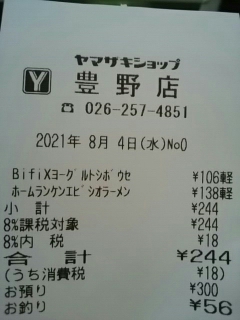 ヤマザキショップ
Y 豊野店
☎ 026-257-4851
2021年 8月 4日(水)No0
BifiXヨーグルトシボウゼ ¥106軽
ホームランケンエビシオラーメン ¥138軽
小 計 ¥244
8%課税対象 ¥244
8%内 税 ¥18
合 計 ¥244
(うち消費税 ¥18)
お預り ¥300
お釣り ¥56